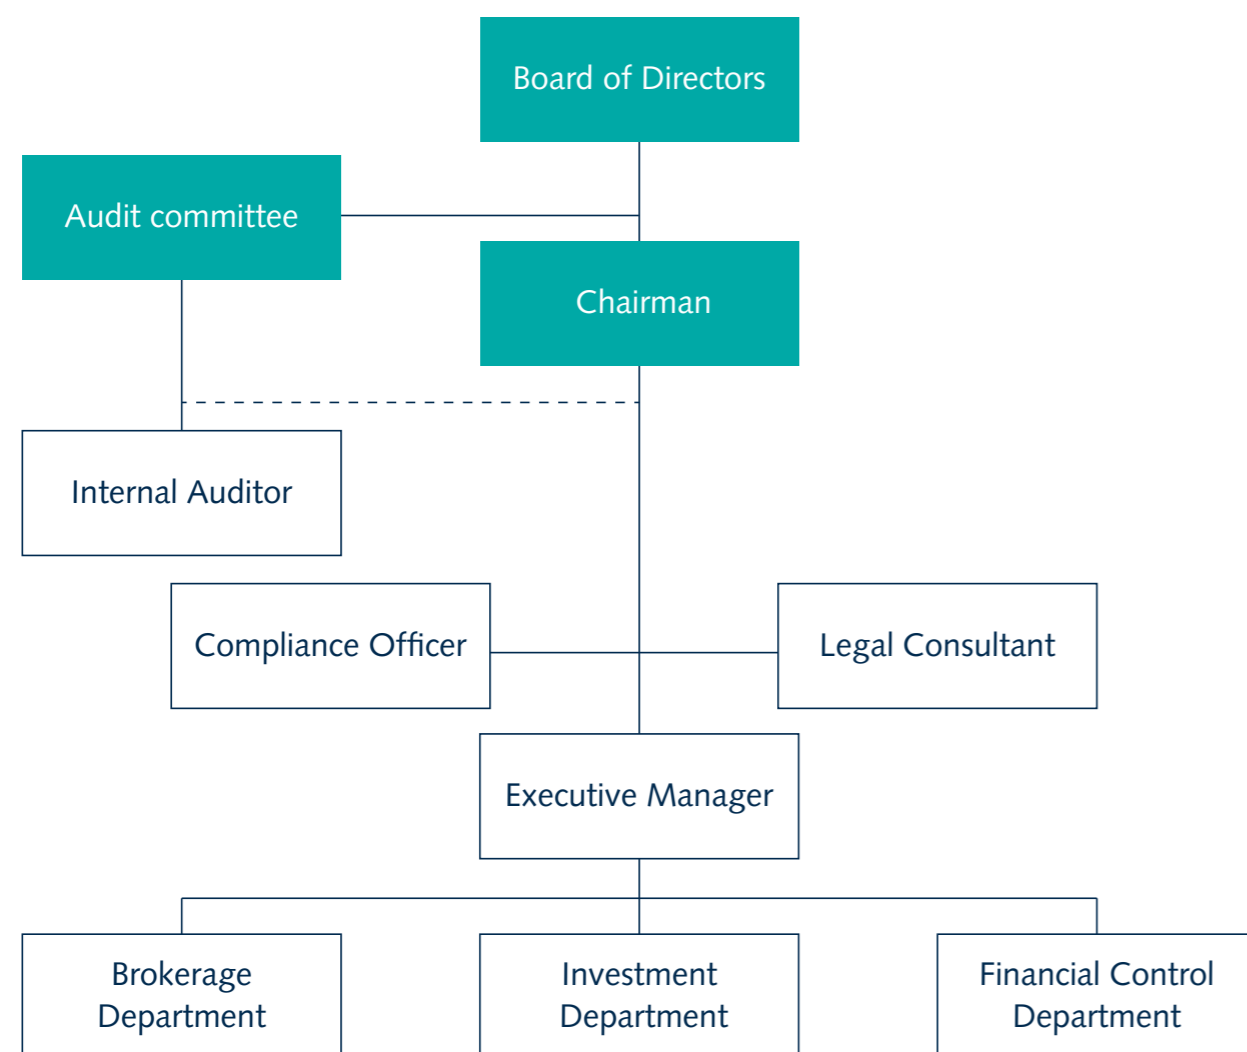 Board of Directors
Audit committee
Chairman
Internal Auditor
Compliance Officer
Legal Consultant
Executive Manager
Brokerage
Department
Investment
Department
Financial Control
Department